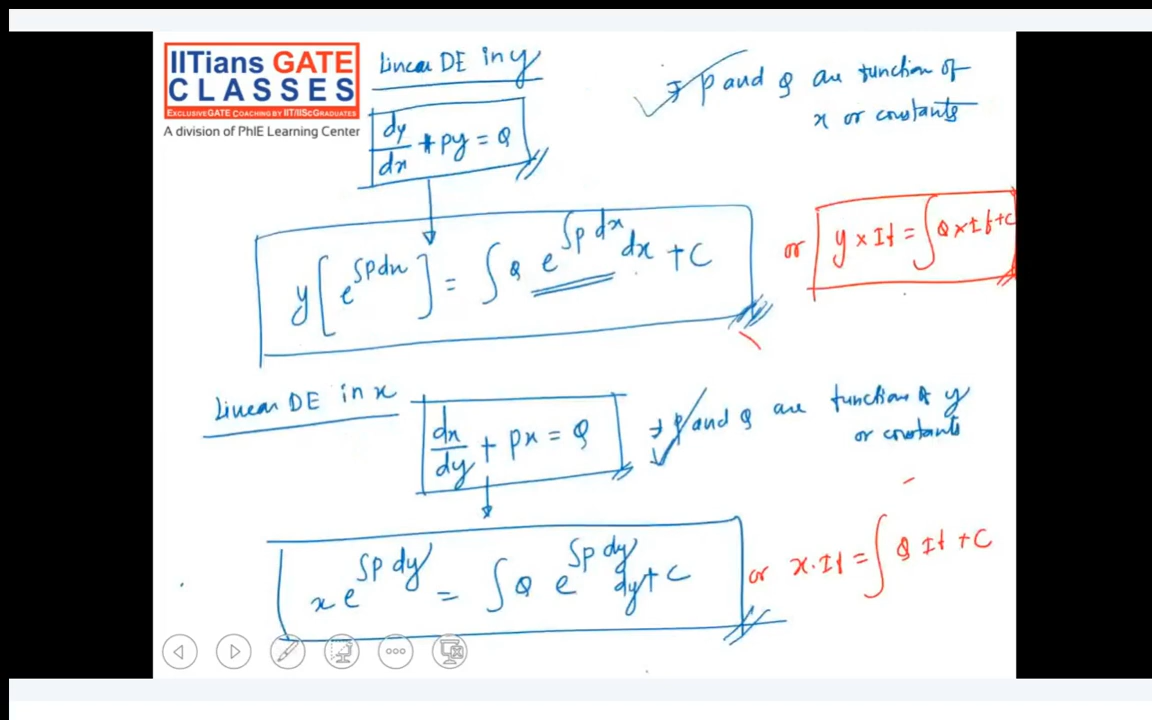 IITians GATE
CLASSES
EXCLUSIVE GATE COACHING BY IIT/IISc GRADUATES
A division of PhIE Learning Center
Linear DE in y
dy/dx + py = Q
→ p and Q are function of
x or constants
y[e^∫pdx] = ∫Q e^∫p dx dx + C
or y × If = ∫Q × If + C
Linear DE in x
dx/dy + px = Q
→ p and Q are function of y
or constants
x e^∫p dy = ∫Q e^∫p dy dy + C
or x.If = ∫Q If + C